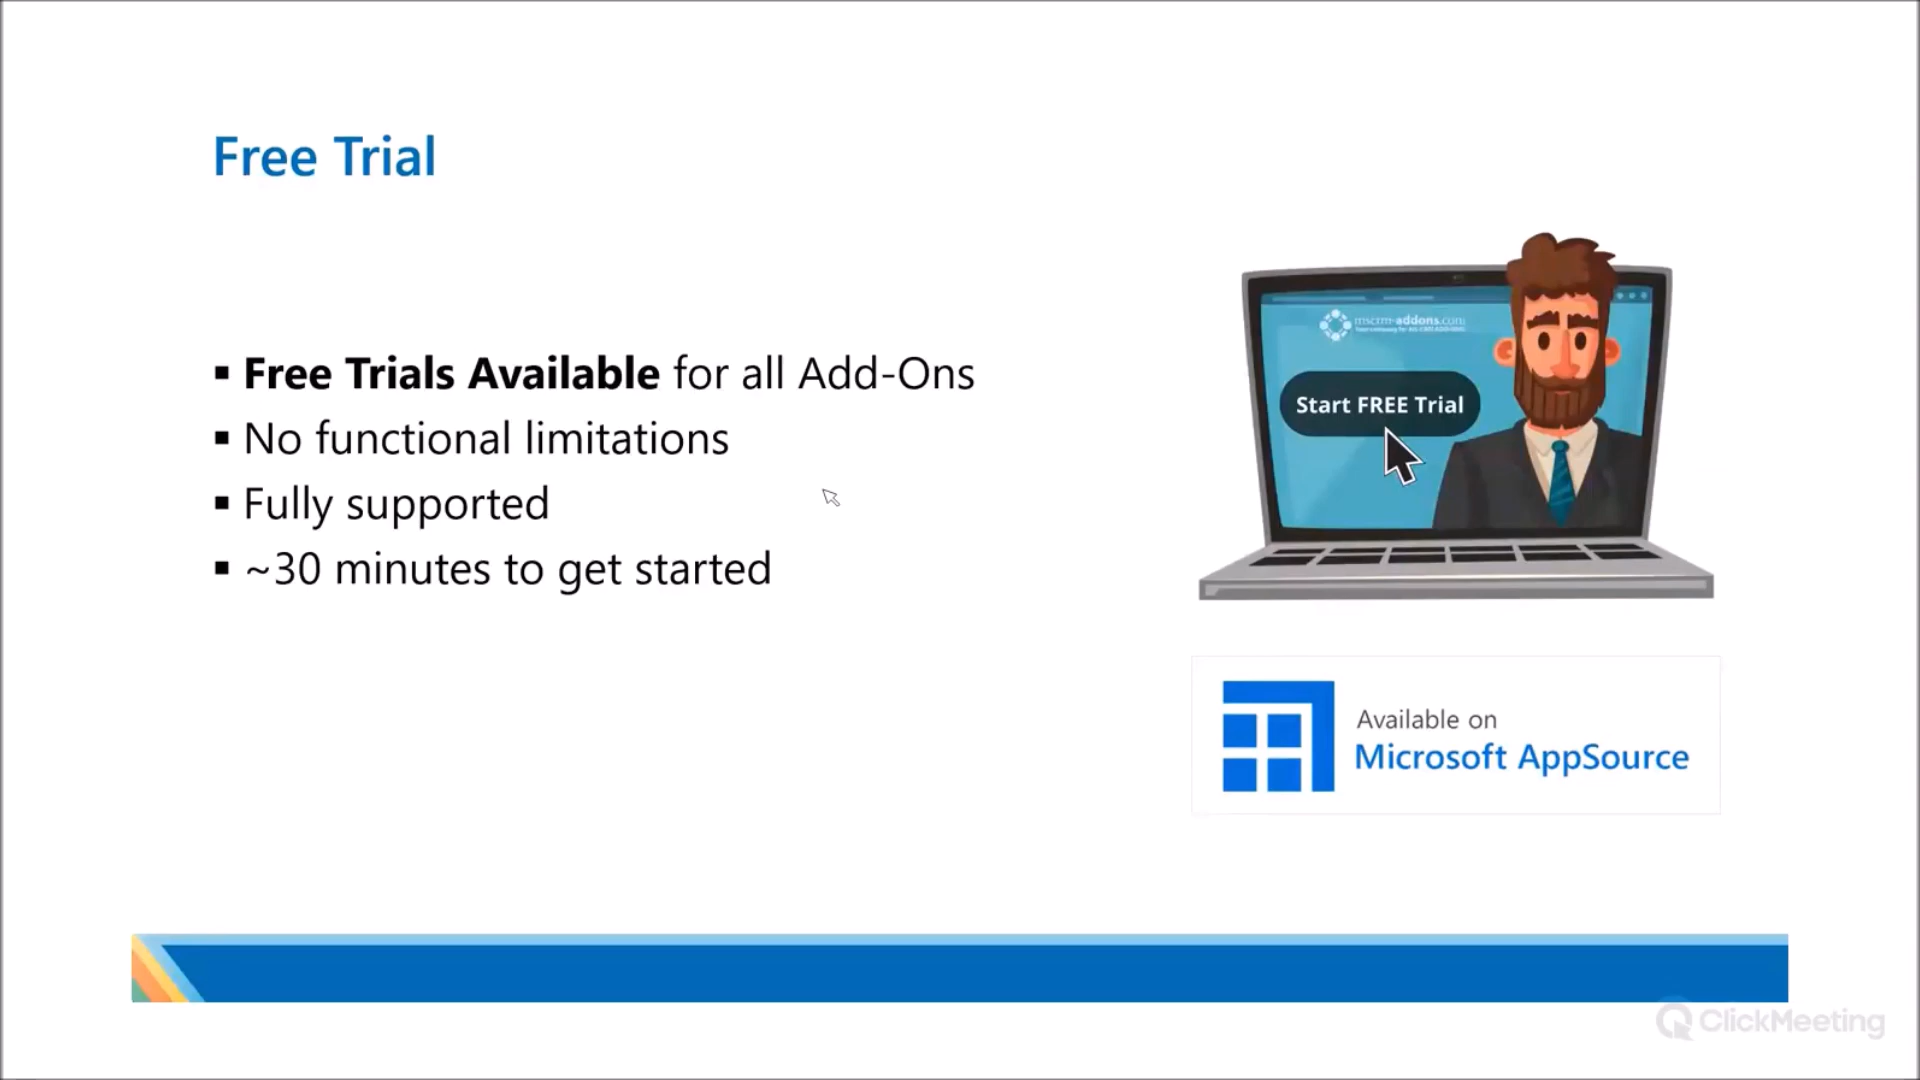 Free Trial
▪ Free Trials Available for all Add-Ons
▪ No functional limitations
▪ Fully supported
▪ ~30 minutes to get started
mscrm-addons.com
Start FREE Trial
Available on
Microsoft AppSource
ClickMeeting